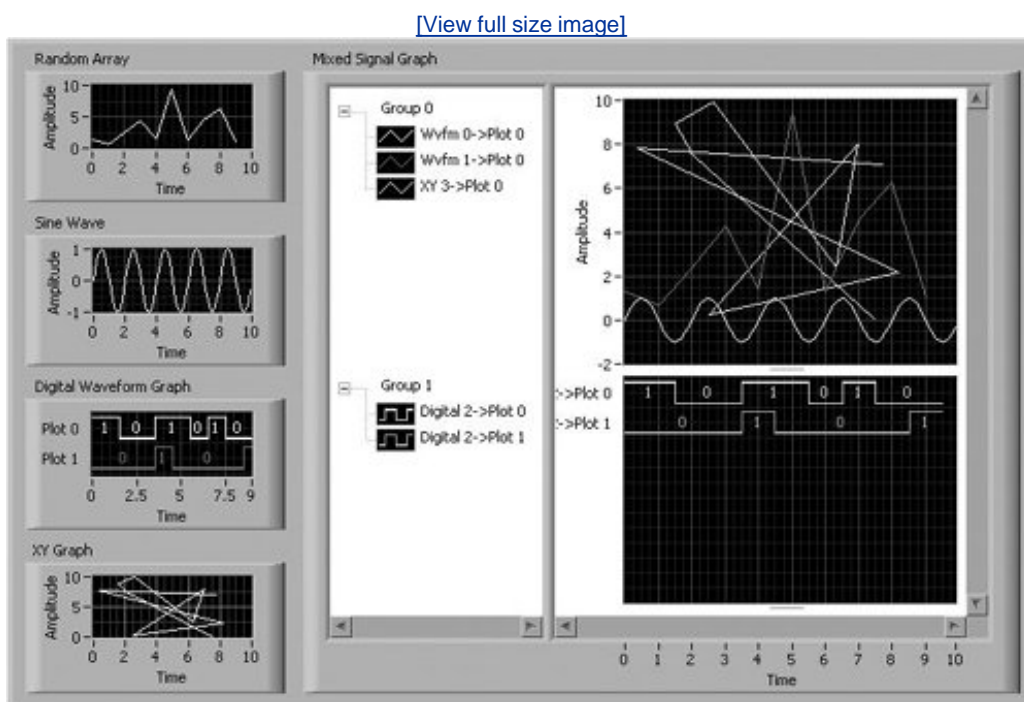 [View full size image]
Random Array
Amplitude
10
5
0
0 2 4 6 8 10
Time
Sine Wave
Amplitude
1
0
-1
0 2 4 6 8 10
Time
Digital Waveform Graph
Plot 0
1 0 1 0 1 0
Plot 1
0 1 0
0 2.5 5 7.5 9
Time
XY Graph
Amplitude
10
5
0
0 2 4 6 8 10
Time
Mixed Signal Graph
Group 0
Wvfm 0->Plot 0
Wvfm 1->Plot 0
XY 3->Plot 0
Group 1
Digital 2->Plot 0
Digital 2->Plot 1
Amplitude
10
8
6
4
2
0
-2
->Plot 0
1 0 1 0 1 0
->Plot 1
0 1 0 1
0 1 2 3 4 5 6 7 8 9 10
Time